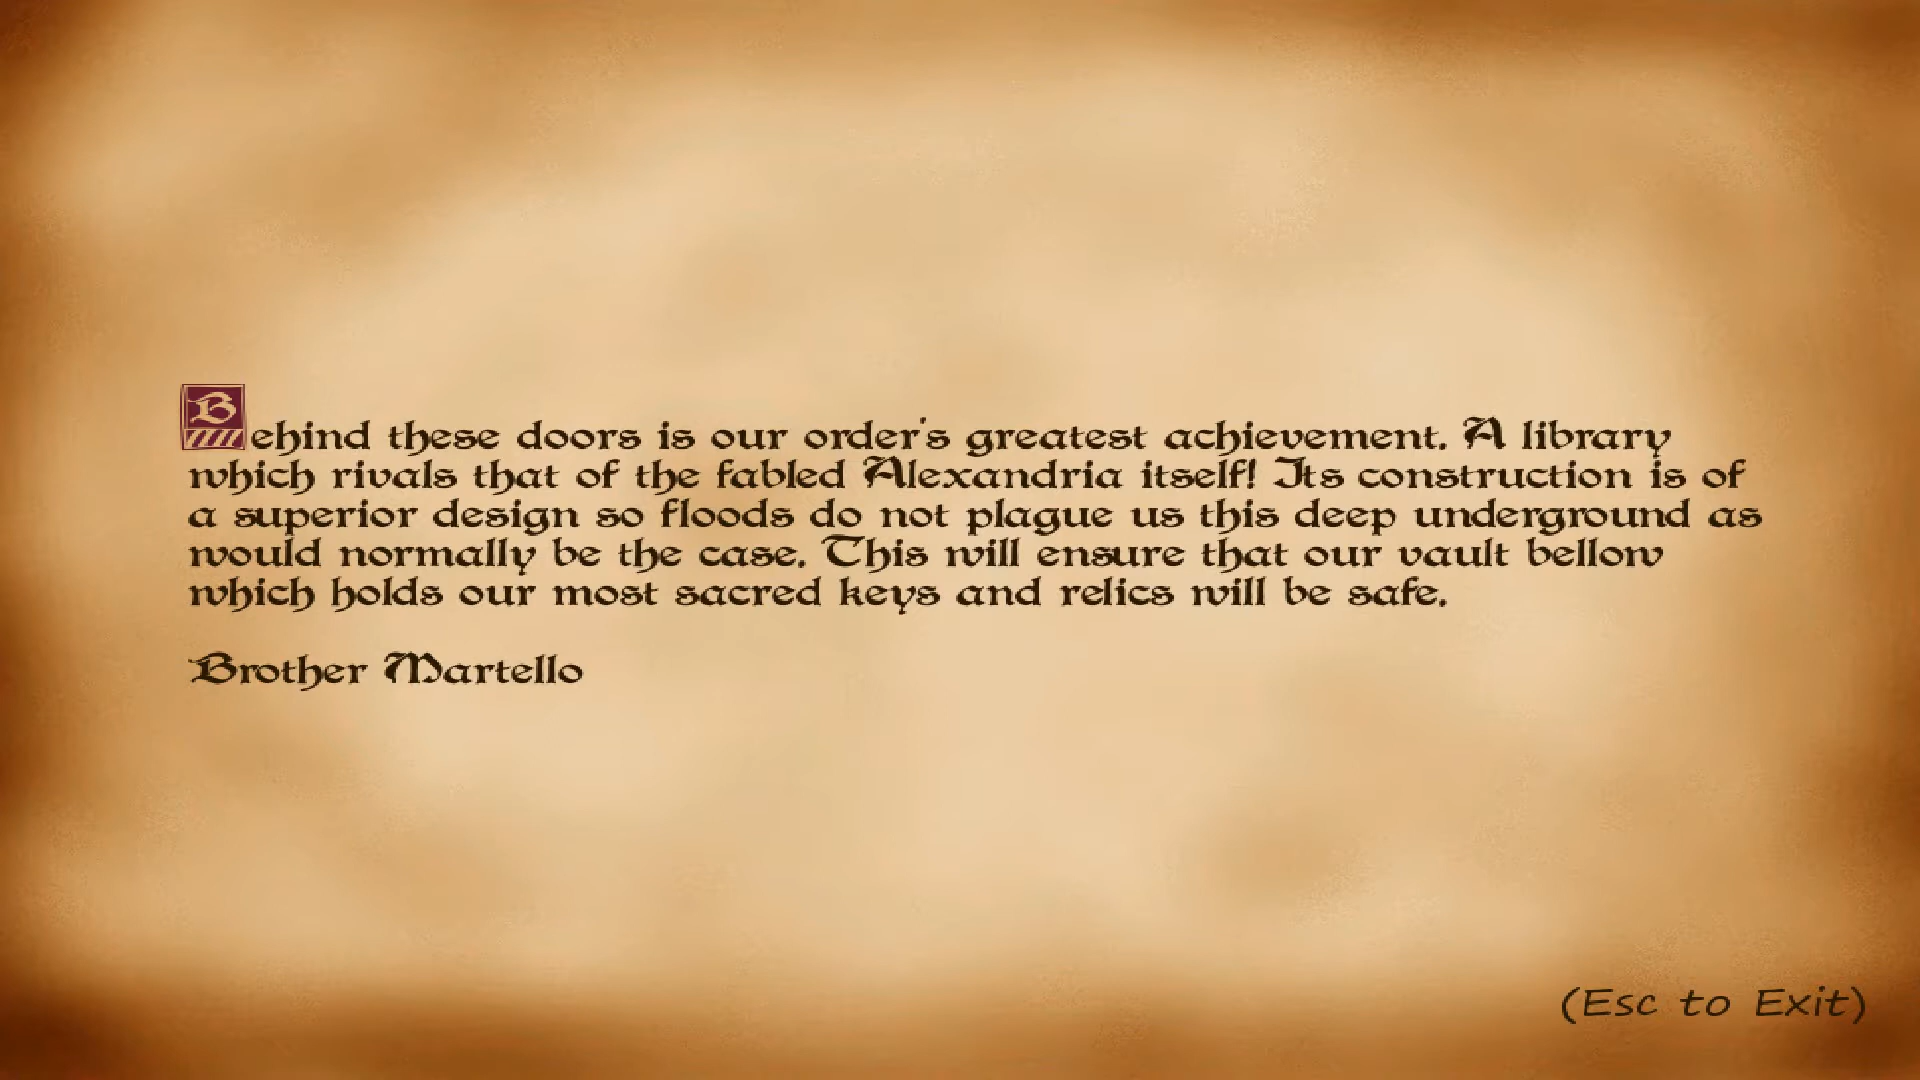 Behind these doors is our order's greatest achievement. A library
which rivals that of the fabled Alexandria itself! Its construction is of
a superior design so floods do not plague us this deep underground as
would normally be the case. This will ensure that our vault bellow
which holds our most sacred keys and relics will be safe.
Brother Martello
(Esc to Exit)